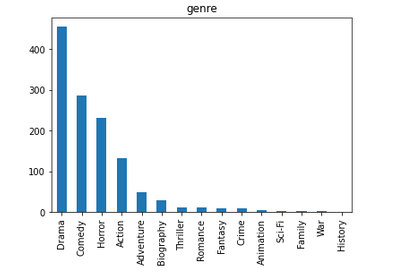 genre
400
300
200
100
0
Drama
Comedy
Horror
Action
Adventure
Biography
Thriller
Romance
Fantasy
Crime
Animation
Sci-Fi
Family
War
History